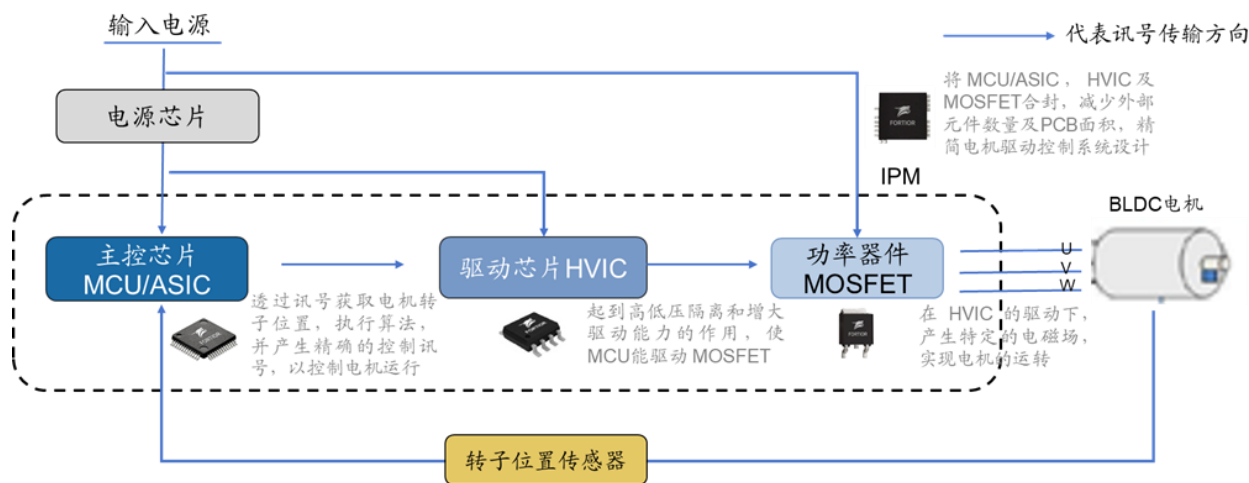 输入电源
代表讯号传输方向
电源芯片
FORTIOR
将 MCU/ASIC ， HVIC 及
MOSFET合封，减少外部
元件数量及PCB面积，精
简电机驱动控制系统设计
IPM
BLDC电机
主控芯片
MCU/ASIC
驱动芯片HVIC
功率器件
MOSFET
U
V
W
透过讯号获取电机转
子位置，执行算法，
并产生精确的控制讯
号，以控制电机运行
FORTIOR
起到高低压隔离和增大
驱动能力的作用，使
MCU能驱动 MOSFET
FORTIOR
在 HVIC 的驱动下，
产生特定的电磁场，
实现电机的运转
FORTIOR
转子位置传感器